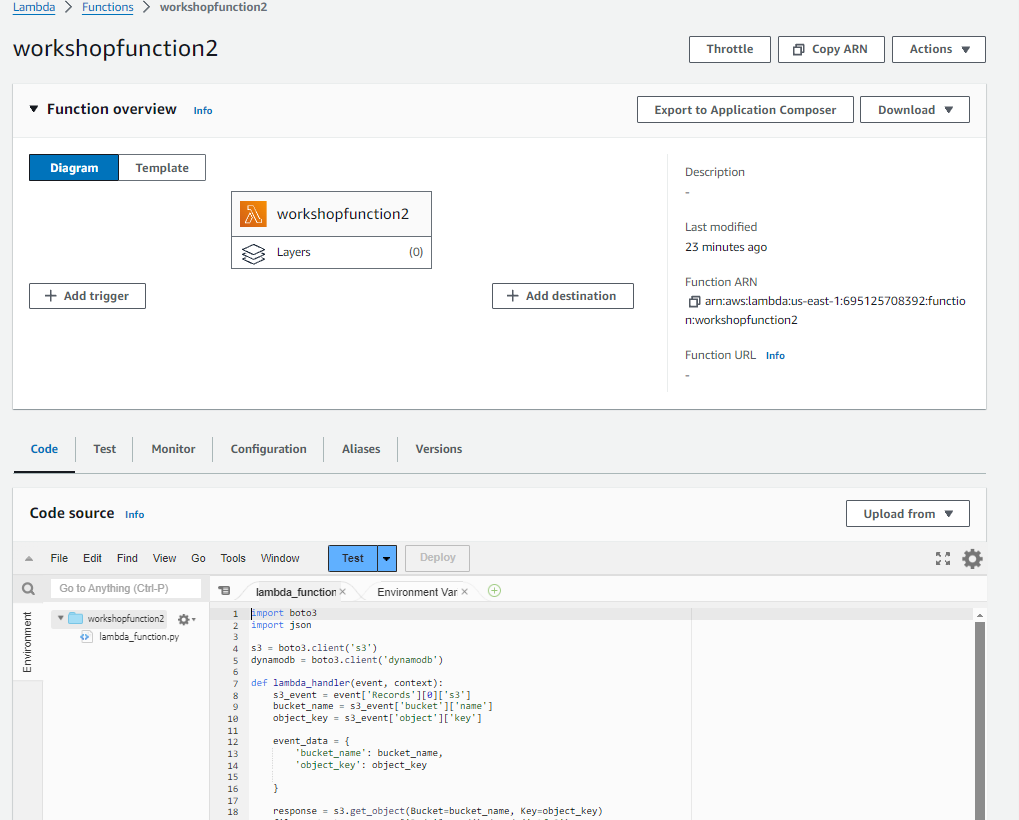 Lambda > Functions > workshopfunction2
workshopfunction2
Throttle
Copy ARN
Actions
Function overview
Info
Export to Application Composer
Download
Diagram
Template
workshopfunction2
Layers
(0)
+ Add trigger
+ Add destination
Description
-
Last modified
23 minutes ago
Function ARN
arn:aws:lambda:us-east-1:695125708392:functio
n:workshopfunction2
Function URL
Info
-
Code
Test
Monitor
Configuration
Aliases
Versions
Code source
Info
Upload from
File
Edit
Find
View
Go
Tools
Window
Test
Deploy
Go to Anything (Ctrl-P)
lambda_function
Environment Var
Environment
workshopfunction2
lambda_function.py
1 import boto3
2 import json
3
4 s3 = boto3.client('s3')
5 dynamodb = boto3.client('dynamodb')
6
7 def lambda_handler(event, context):
8     s3_event = event['Records'][0]['s3']
9     bucket_name = s3_event['bucket']['name']
10     object_key = s3_event['object']['key']
11
12     event_data = {
13         'bucket_name': bucket_name,
14         'object_key': object_key
15
16     }
17
18     response = s3.get_object(Bucket=bucket_name, Key=object_key)